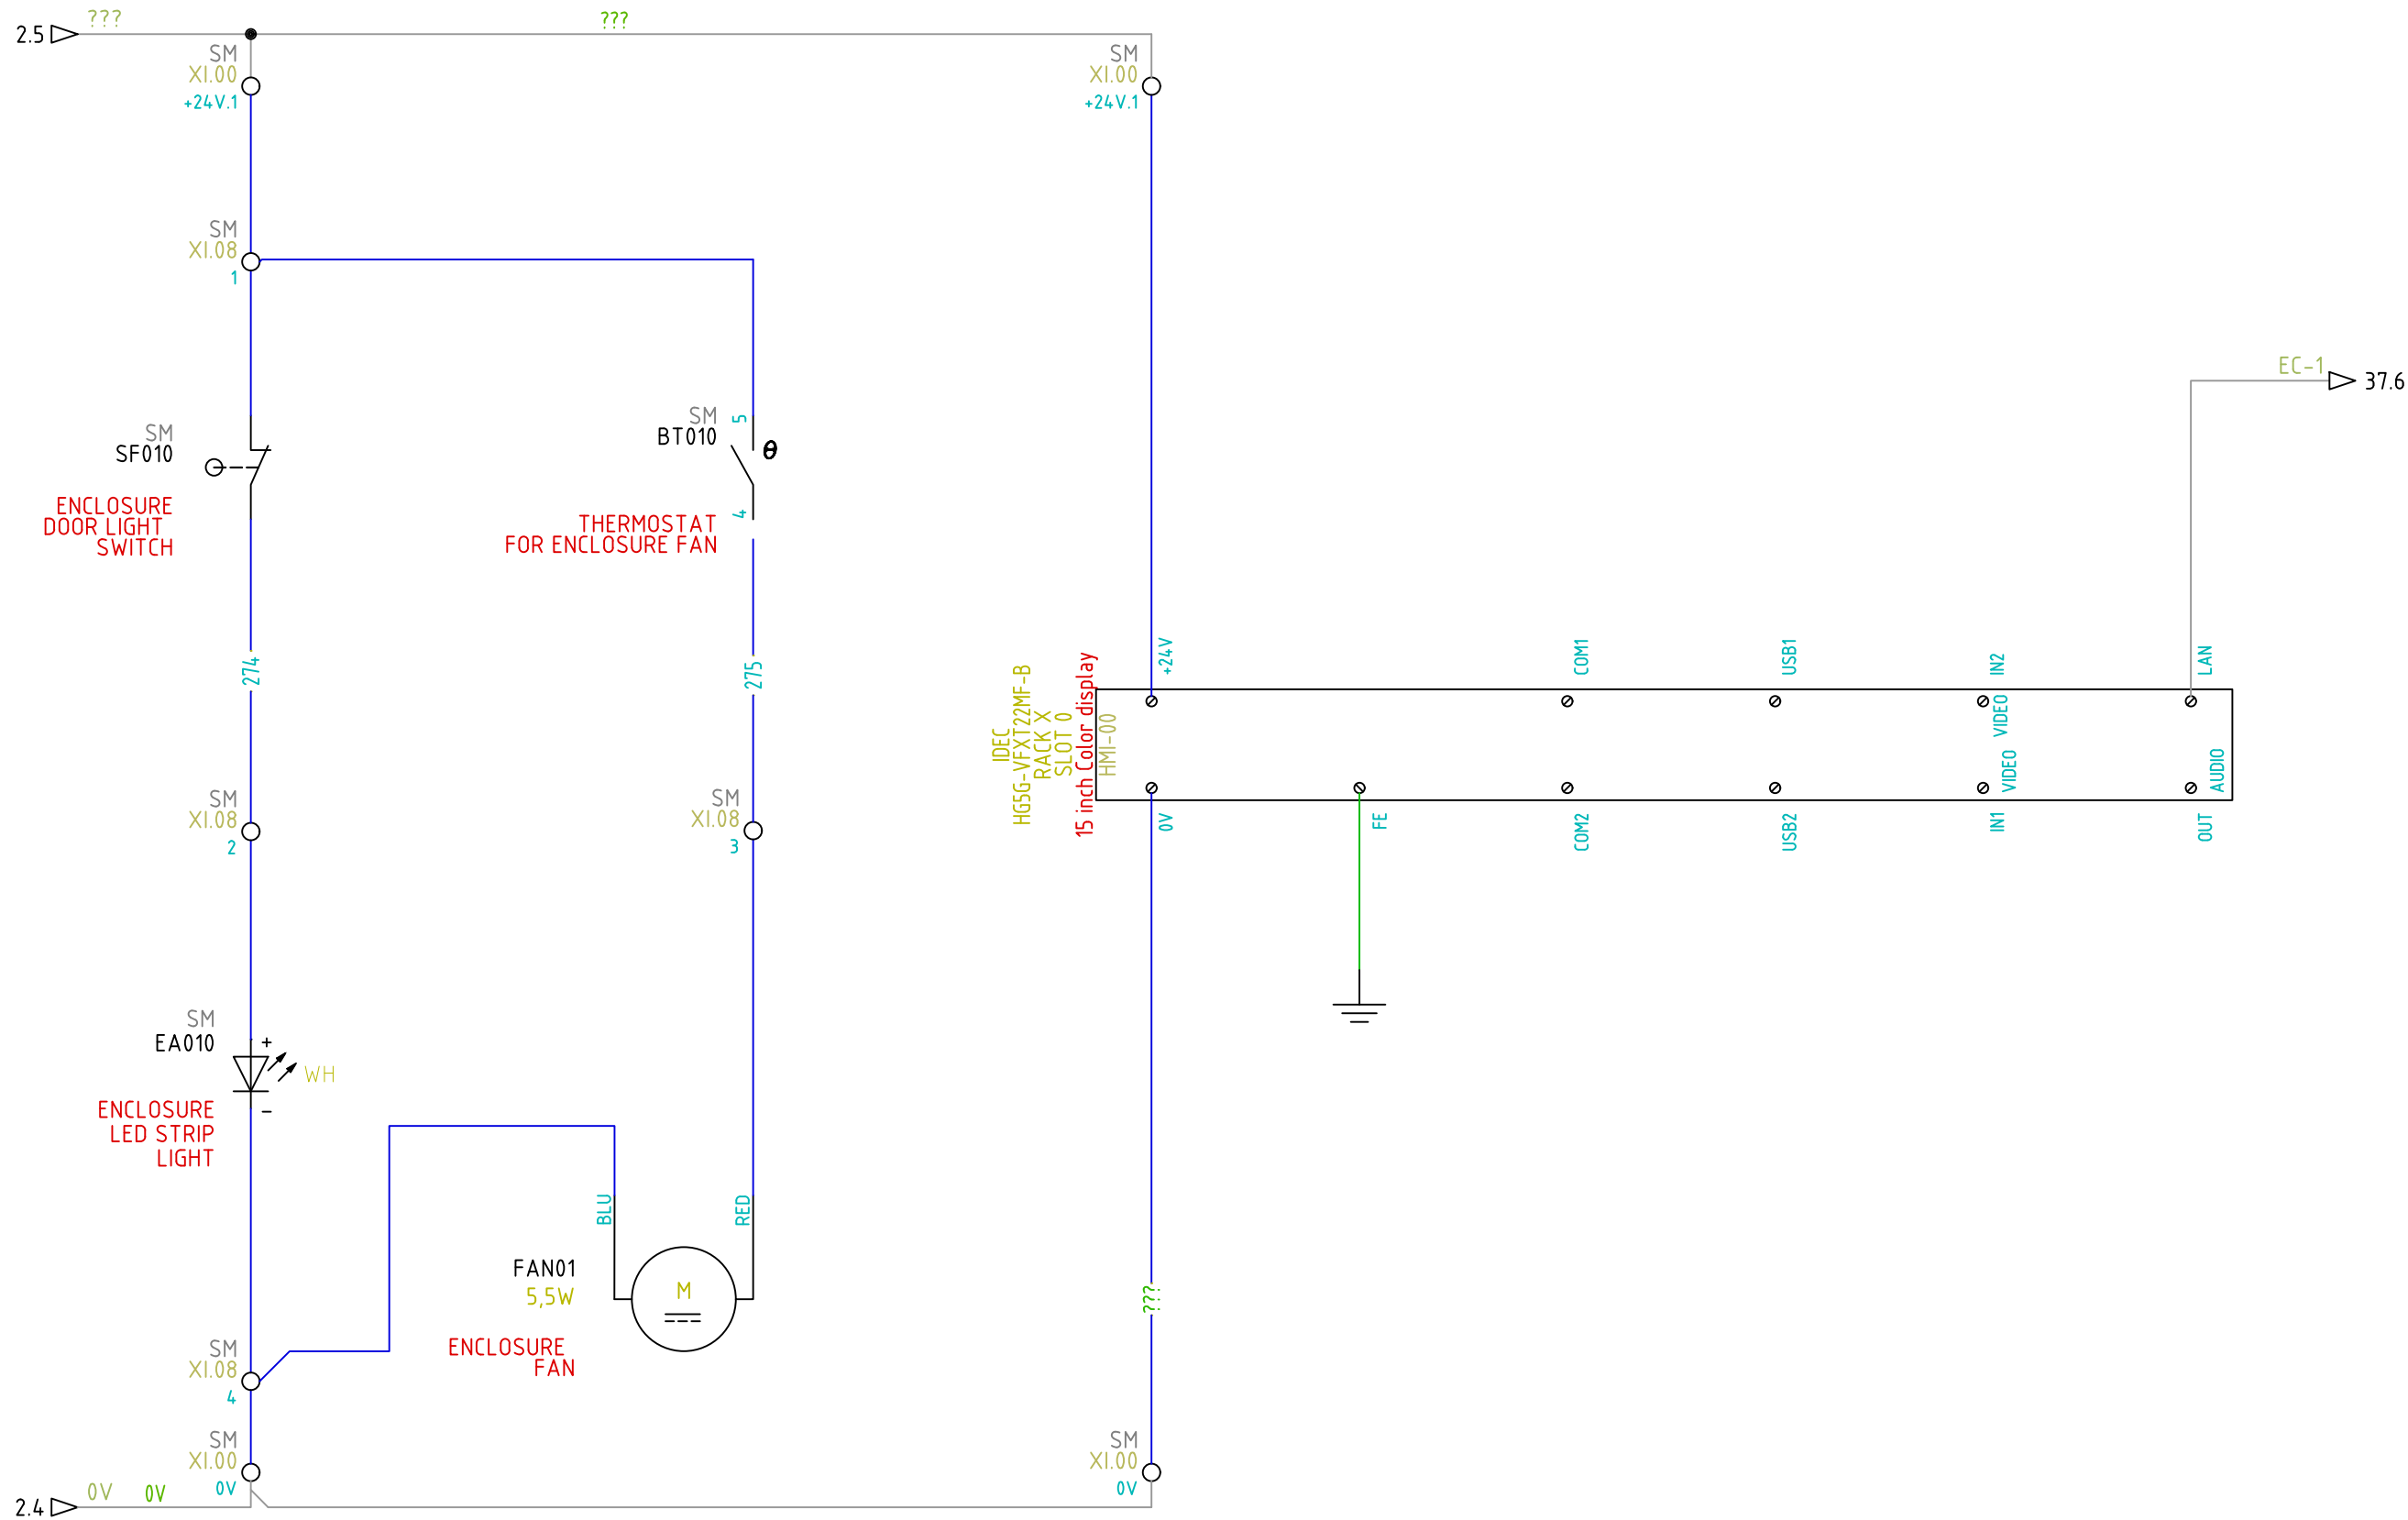 2.5
???
???
SM
XI.00
+24V.1
SM
XI.00
+24V.1
SM
XI.08
1
EC-1
37.6
SM
SF010
ENCLOSURE
DOOR LIGHT
SWITCH
SM
BT010
5
θ
4
THERMOSTAT
FOR ENCLOSURE FAN
274
275
IDEC
HG5G-VFXT22MF-B
RACK X
SLOT 0
15 inch Color display
HMI-00
+24V
COM1
USB1
IN2
VIDEO
LAN
0V
FE
COM2
USB2
IN1
VIDEO
OUT
AUDIO
SM
XI.08
2
SM
XI.08
3
SM
EA010
+
-
WH
ENCLOSURE
LED STRIP
LIGHT
BLU
RED
FAN01
5,5W
M
ENCLOSURE
FAN
???
SM
XI.08
4
SM
XI.00
0V
SM
XI.00
0V
2.4
0V
0V